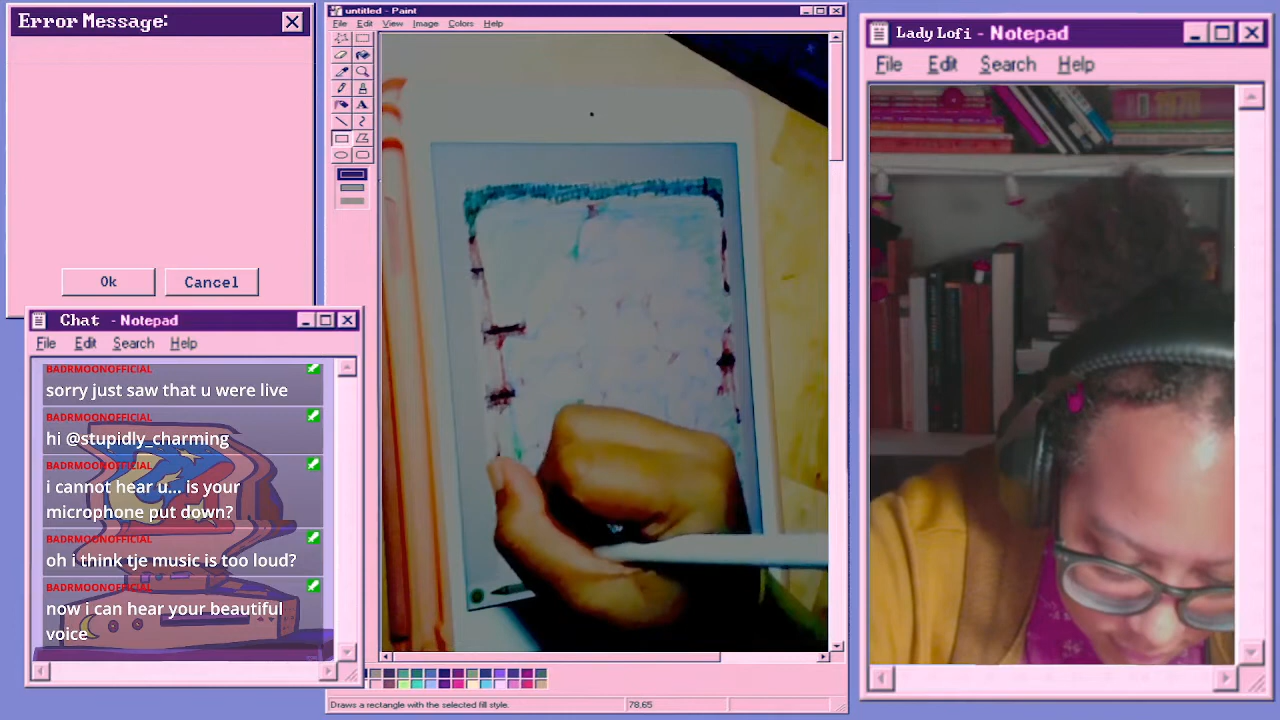 Error Message:
Ok
Cancel
Chat - Notepad
File Edit Search Help
BADRMOONOFFICIAL
sorry just saw that u were live
BADRMOONOFFICIAL
hi @stupidly_charming
BADRMOONOFFICIAL
i cannot hear u... is your
microphone put down?
BADRMOONOFFICIAL
oh i think tje music is too loud?
BADRMOONOFFICIAL
now i can hear your beautiful
voice
untitled - Paint
File Edit View Image Colors Help
A
Draws a rectangle with the selected fill style.
78,65
Lady Lofi - Notepad
File Edit Search Help